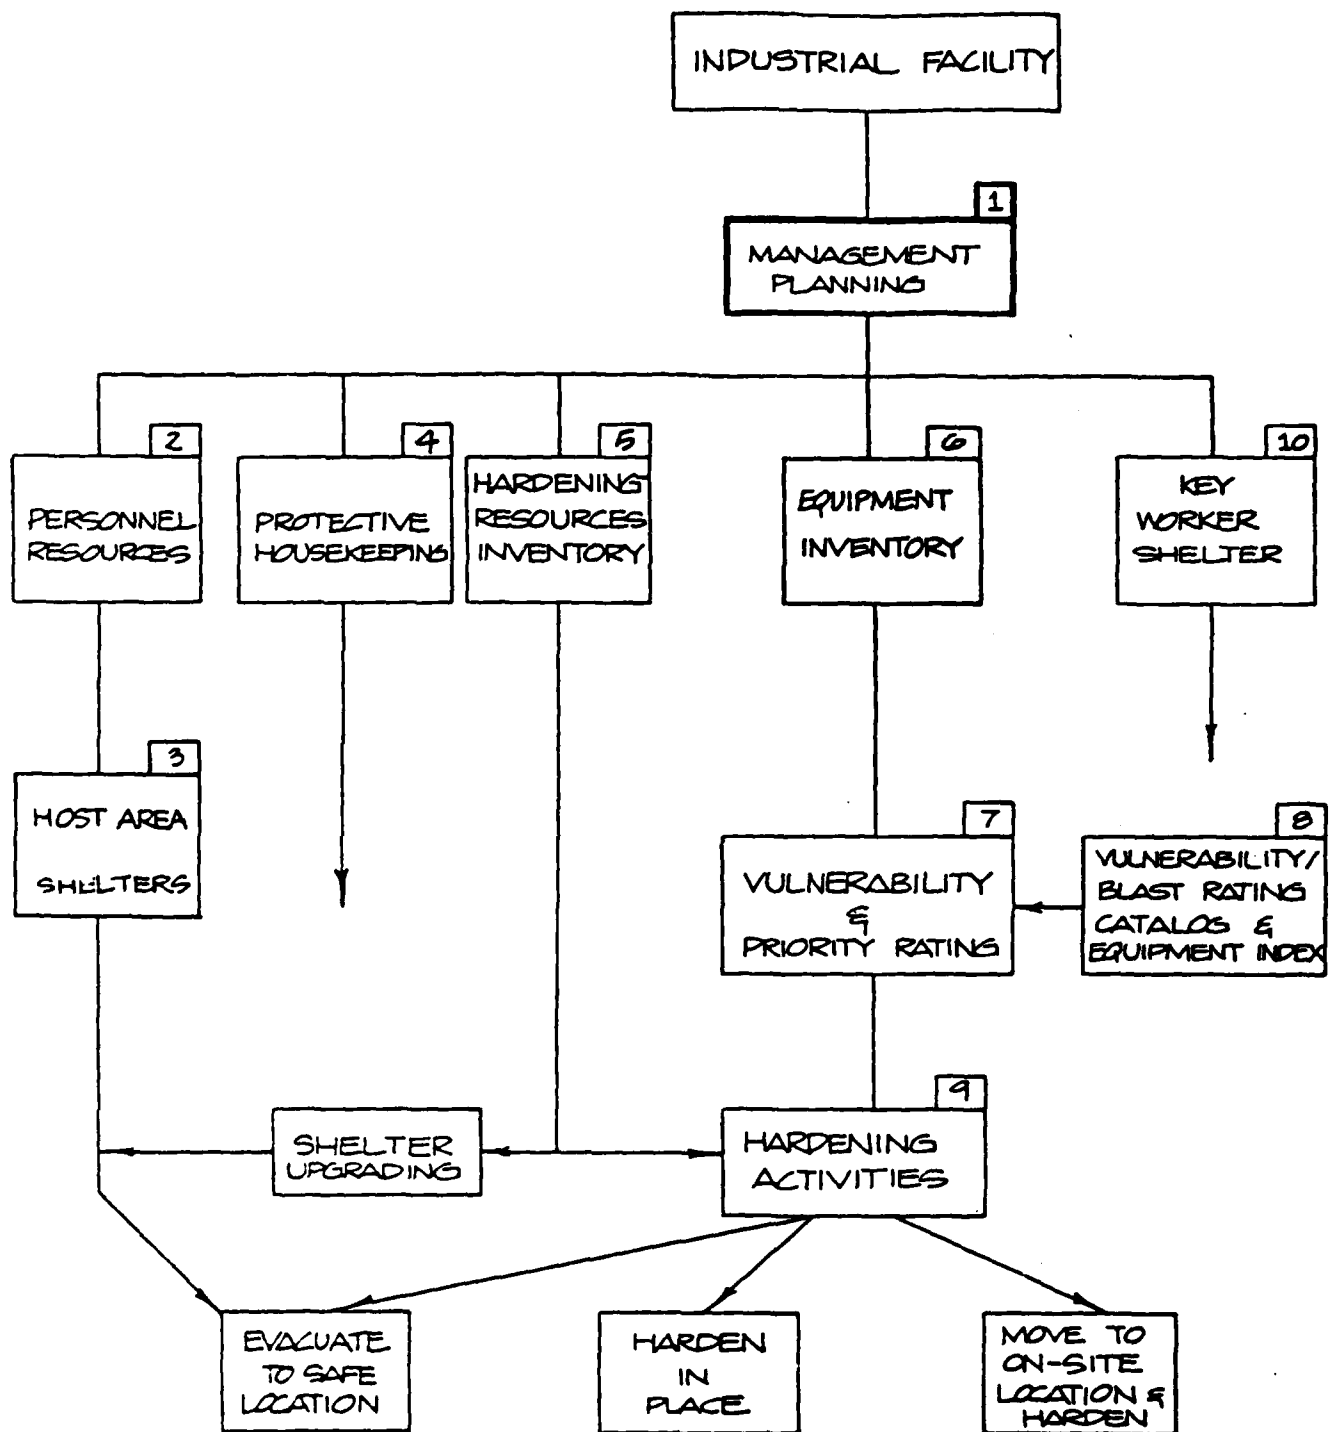 INDUSTRIAL FACILITY
1
MANAGEMENT
PLANNING
2
PERSONNEL
RESOURCES
4
PROTECTIVE
HOUSEKEEPING
5
HARDENING
RESOURCES
INVENTORY
6
EQUIPMENT
INVENTORY
10
KEY
WORKER
SHELTER
3
HOST AREA
SHELTERS
7
VULNERABILITY
&
PRIORITY RATING
8
VULNERABILITY/
BLAST RATING
CATALOG &
EQUIPMENT INDEX
SHELTER
UPGRADING
9
HARDENING
ACTIVITIES
EVACUATE
TO SAFE
LOCATION
HARDEN
IN
PLACE
MOVE TO
ON-SITE
LOCATION &
HARDEN